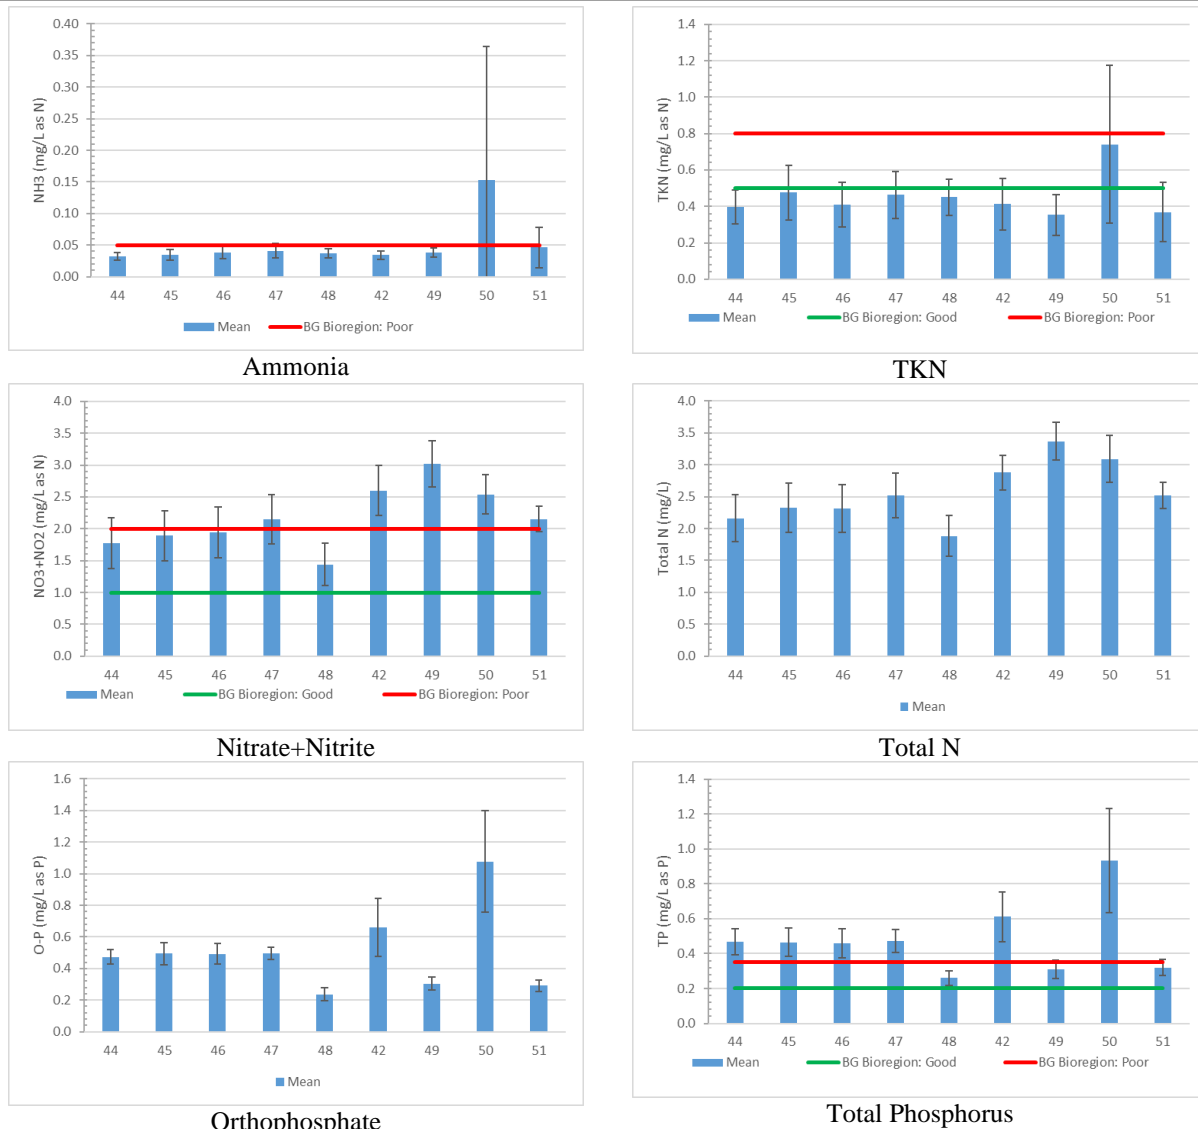 0.40
0.35
0.30
0.25
0.20
0.15
0.10
0.05
0.00
NH3 (mg/L as N)
44 45 46 47 48 42 49 50 51
Mean BG Bioregion: Poor
Ammonia
1.4
1.2
1.0
0.8
0.6
0.4
0.2
0.0
TKN (mg/L as N)
44 45 46 47 48 42 49 50 51
Mean BG Bioregion: Good BG Bioregion: Poor
TKN
4.0
3.5
3.0
2.5
2.0
1.5
1.0
0.5
0.0
NO3+NO2 (mg/L as N)
44 45 46 47 48 42 49 50 51
Mean BG Bioregion: Good BG Bioregion: Poor
Nitrate+Nitrite
4.0
3.5
3.0
2.5
2.0
1.5
1.0
0.5
0.0
Total N (mg/L)
44 45 46 47 48 42 49 50 51
Mean
Total N
1.6
1.4
1.2
1.0
0.8
0.6
0.4
0.2
0.0
O-P (mg/L as P)
44 45 46 47 48 42 49 50 51
Mean
Orthophosphate
1.4
1.2
1.0
0.8
0.6
0.4
0.2
0.0
TP (mg/L as P)
44 45 46 47 48 42 49 50 51
Mean BG Bioregion: Good BG Bioregion: Poor
Total Phosphorus